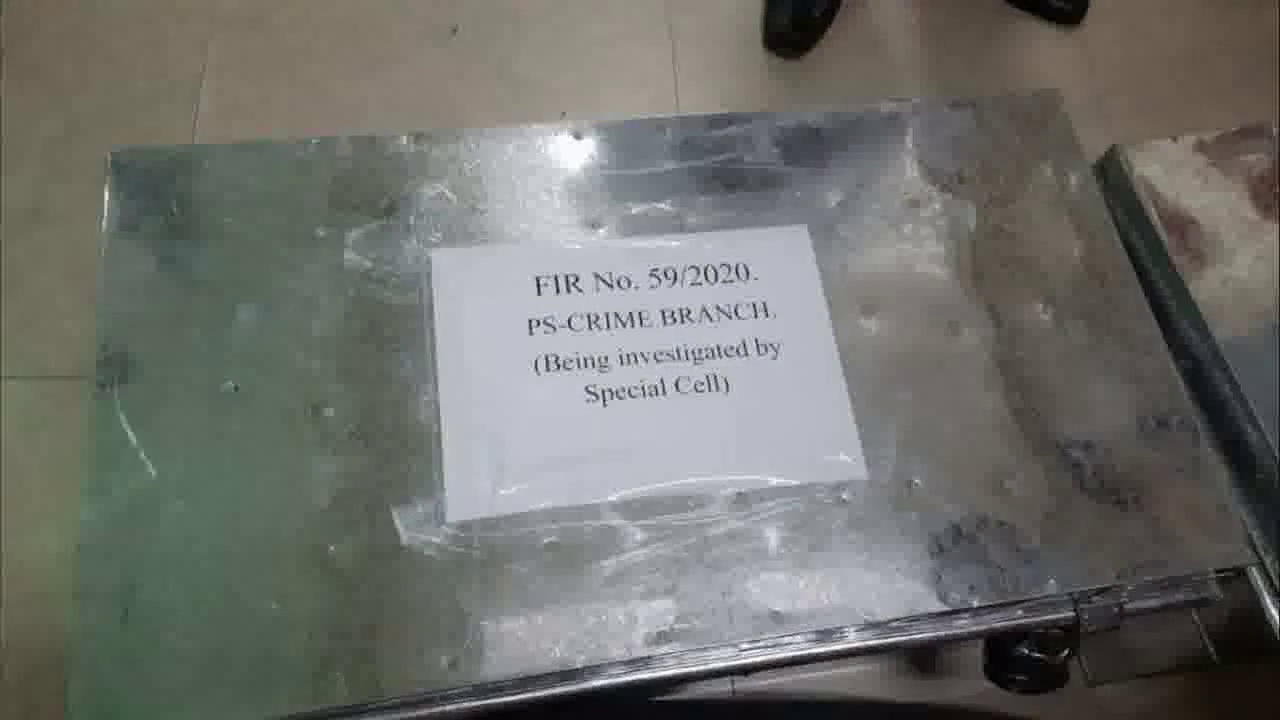 FIR No. 59/2020.
PS-CRIME BRANCH.
(Being investigated by
Special Cell)